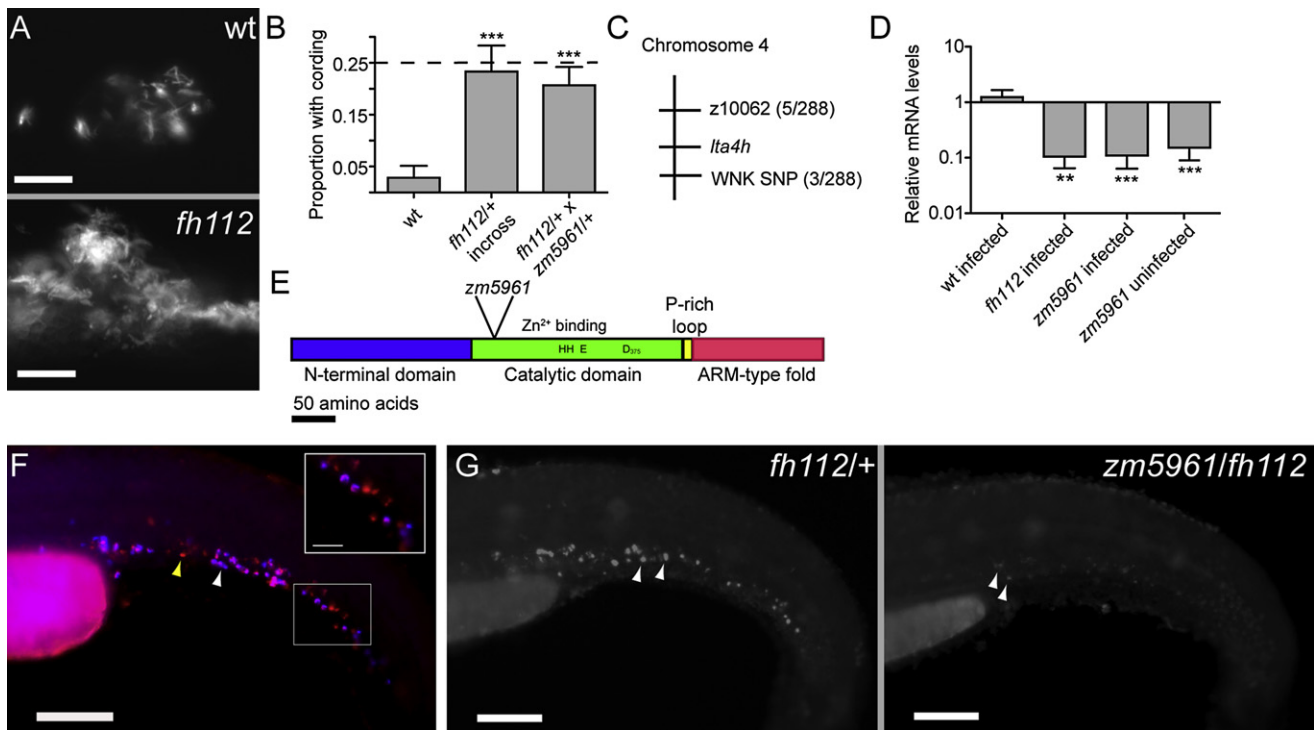 A
wt
fh112
B
Proportion with cording
0.25
0.15
0.05
***
***
wt
fh112/+
incross
fh112/+ x
zm5961/+
C
Chromosome 4
z10062 (5/288)
lta4h
WNK SNP (3/288)
D
Relative mRNA levels
10
1
0.1
0.01
**
***
***
wt infected
fh112 infected
zm5961 infected
zm5961 uninfected
E
zm5961
Zn2+ binding
P-rich
loop
HH E
D375
N-terminal domain
Catalytic domain
ARM-type fold
50 amino acids
F
G
fh112/+
zm5961/fh112